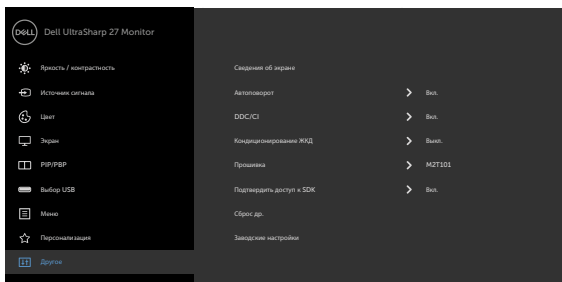 DELL Dell UltraSharp 27 Monitor
Яркость / контрастность
Сведения об экране
Источник сигнала
Автоповорот Вкл.
Цвет
DDC/CI Вкл.
Экран
Кондиционирование ЖКД Выкл.
PIP/PBP
Прошивка M2T101
Выбор USB
Подтвердить доступ к SDK Вкл.
Меню
Сброс др.
Персонализация
Заводские настройки
Другое